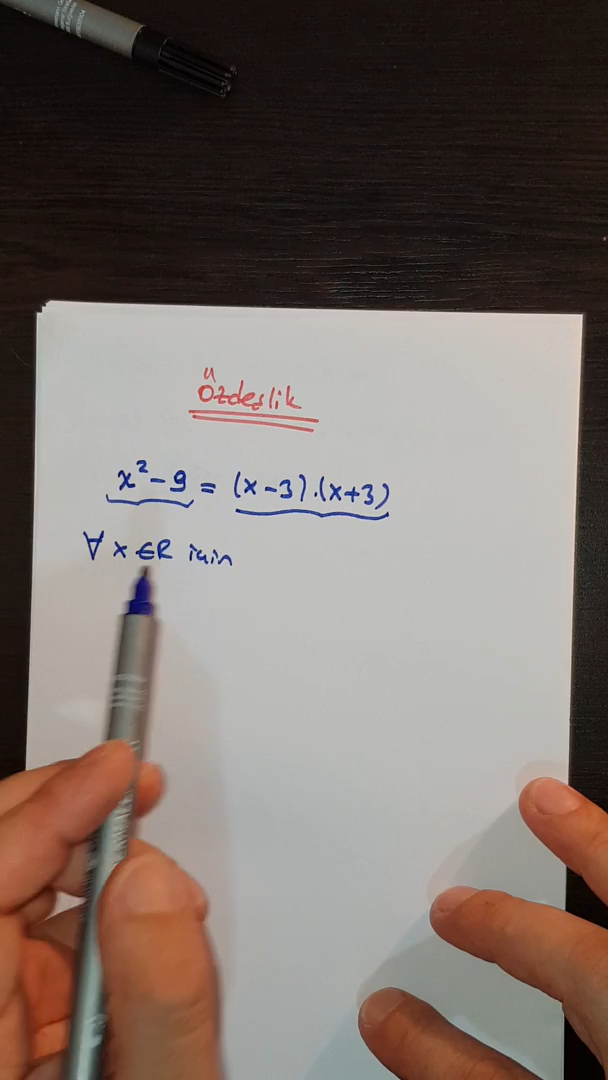 Özdeşlik
x² - 9 = (x-3).(x+3)
∀ x ∈ R için